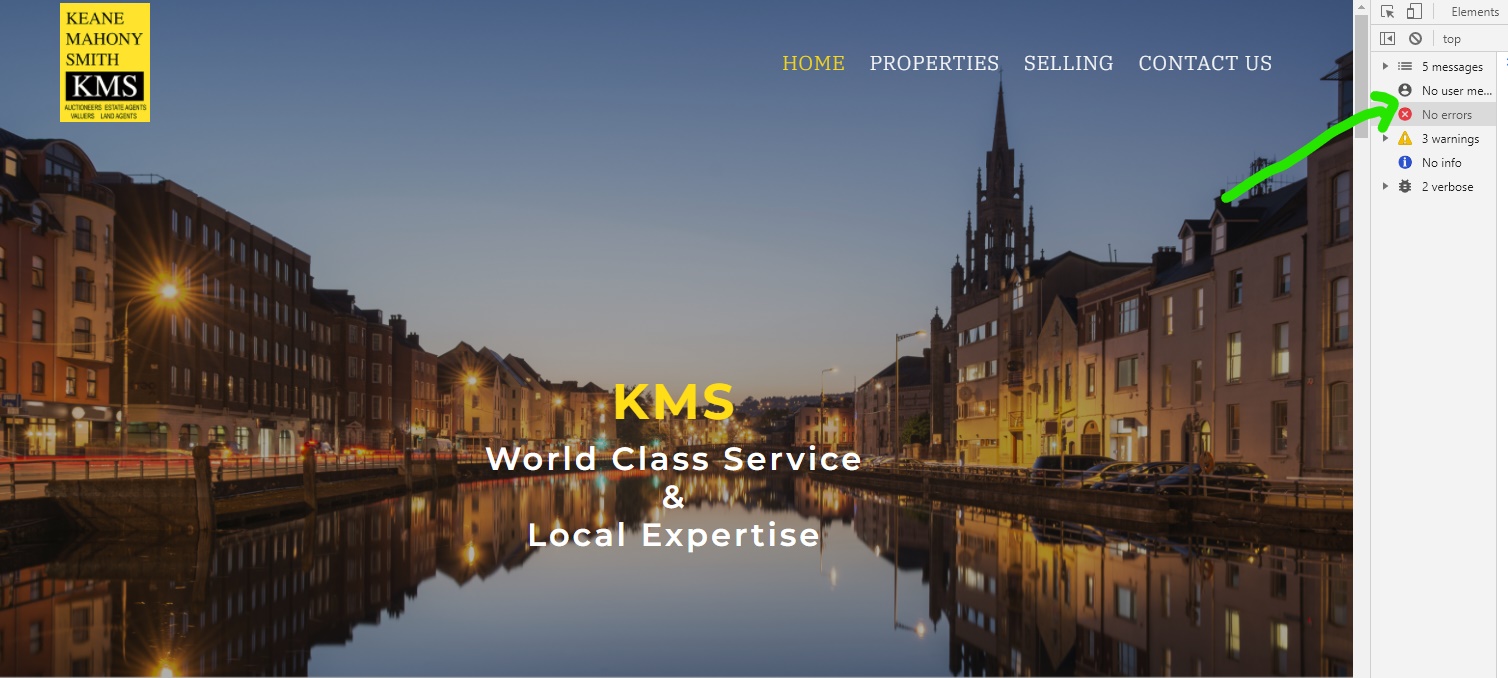 KEANE
MAHONY
SMITH
KMS
AUCTIONEERS ESTATE AGENTS
VALUERS LAND AGENTS
HOME PROPERTIES SELLING CONTACT US
KMS
World Class Service
&
Local Expertise
Elements
top
5 messages
No user me...
No errors
3 warnings
No info
2 verbose